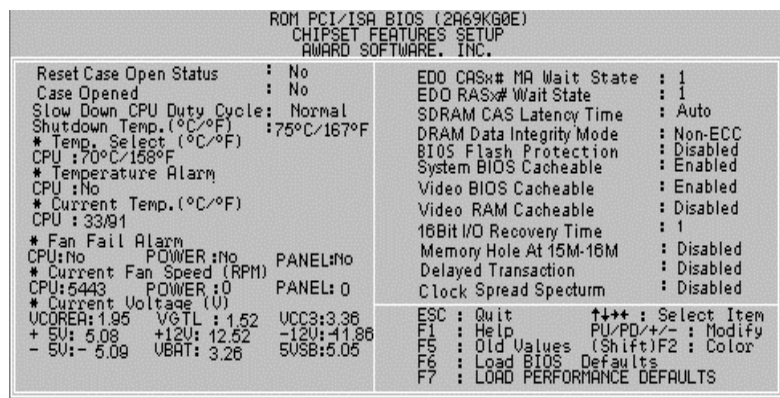 ROM PCI/ISA BIOS (2A69KG0E)
CHIPSET FEATURES SETUP
AWARD SOFTWARE. INC.
Reset Case Open Status : No
Case Opened : No
Slow Down CPU Duty Cycle: Normal
Shutdown Temp.(°C/°F) :75°C/167°F
* Temp. Select (°C/°F)
CPU :70°C/158°F
* Temperature Alarm
CPU :No
* Current Temp.(°C/°F)
CPU : 33/91
* Fan Fail Alarm
CPU:No POWER :No PANEL:No
* Current Fan Speed (RPM)
CPU:5443 POWER :0 PANEL: 0
* Current Voltage (V)
VCOREA: 1.95 VGTL : 1.52 VCC3:3.36
+ 5V: 5.08 +12V: 12.52 -12V:-11.86
- 5V:- 5.09 VBAT: 3.26 5VSB:5.05
EDO CASx# MA Wait State : 1
EDO RASx# Wait State : 1
SDRAM CAS Latency Time : Auto
DRAM Data Integrity Mode : Non-ECC
BIOS Flash Protection : Disabled
System BIOS Cacheable : Enabled
Video BIOS Cacheable : Enabled
Video RAM Cacheable : Disabled
16Bit I/O Recovery Time : 1
Memory Hole At 15M-16M : Disabled
Delayed Transaction : Disabled
Clock Spread Specturm : Disabled
ESC : Quit ↑↓→← : Select Item
F1 : Help PU/PD/+/- : Modify
F5 : Old Values (Shift)F2 : Color
F6 : Load BIOS Defaults
F7 : LOAD PERFORMANCE DEFAULTS